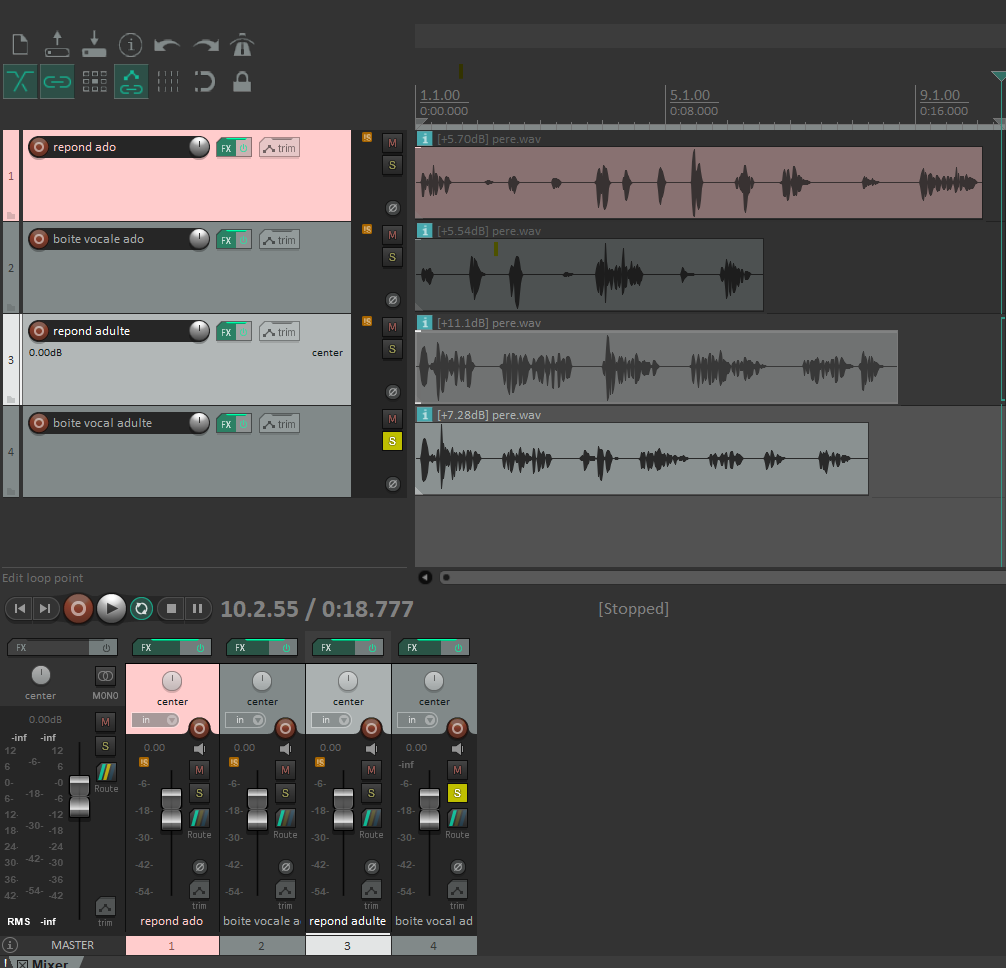 1.1.00 5.1.00 9.1.00
0:00.000 0:08.000 0:16.000
1 repond ado FX trim M S
[+5.70dB] pere.wav
2 boite vocale ado FX trim M S
[+5.54dB] pere.wav
3 repond adulte FX trim M S
0.00dB center
[+11.1dB] pere.wav
4 boite vocal adulte FX trim M S
[+7.28dB] pere.wav
Edit loop point
10.2.55 / 0:18.777 [Stopped]
FX FX FX FX FX
center MONO center center center center
in in in in
0.00dB M 0.00 0.00 0.00 0.00
-inf -inf S -inf
12 12 M M M M
6 -6- 6 -6- -6- -6- -6-
0- -0 S S S S
6- -18- -6 Route -18- -18- -18- -18-
12- -12 Route Route Route Route
18- -30- -18 -30- -30- -30- -30-
24- -24
30- -42- -30 -42- -42- -42- -42-
36- -36
42- -54- -42 -54- -54- -54- -54-
trim trim trim trim trim
RMS -inf repond ado boite vocale a repond adulte boite vocal ad
MASTER 1 2 3 4
Mixer